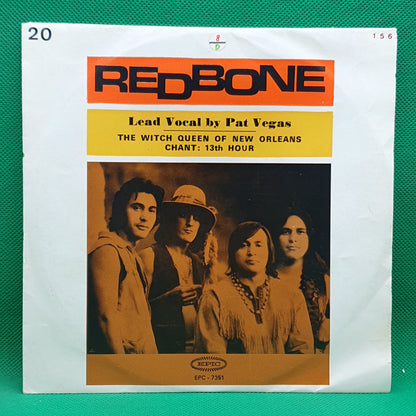 20
8
D
156
REDBONE
Lead Vocal by Pat Vegas
THE WITCH QUEEN OF NEW ORLEANS
CHANT: 13th HOUR
EPIC
EPC - 7351